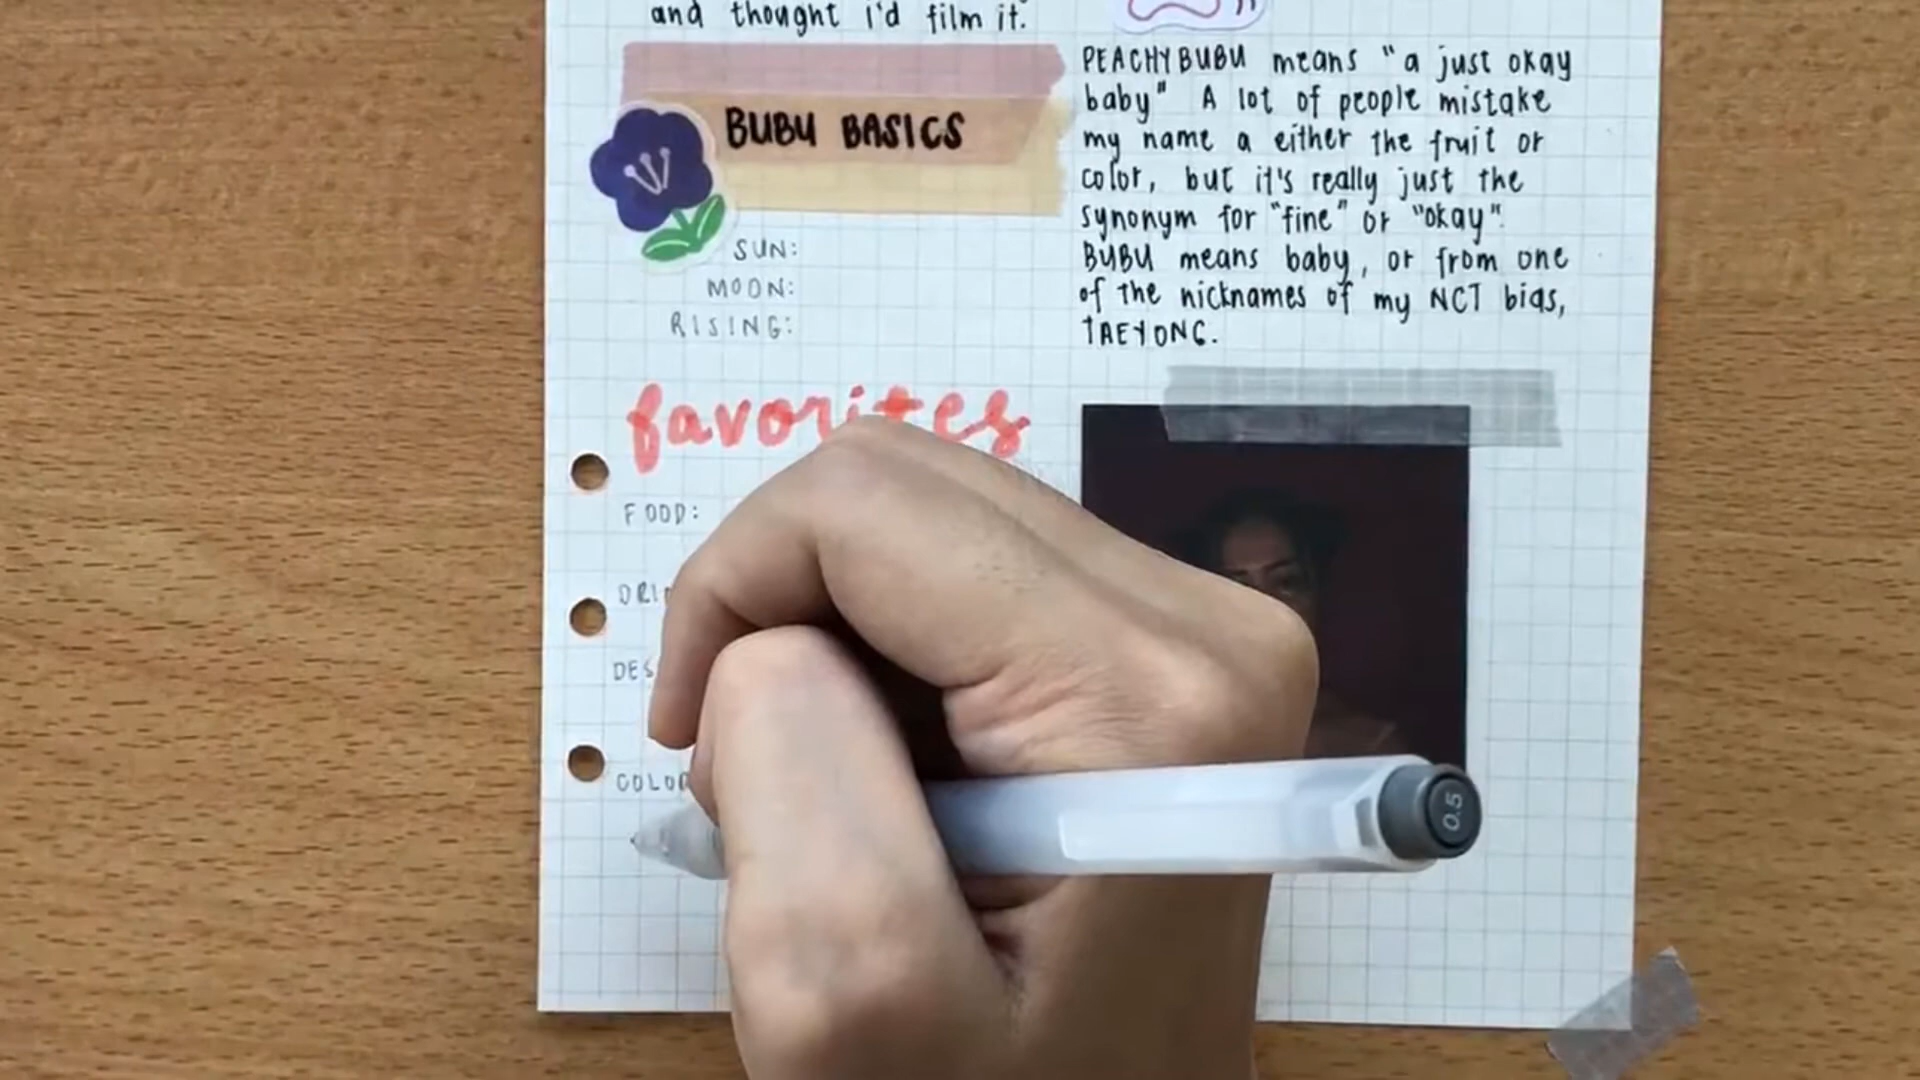 and thought i'd film it.
BUBU BASICS
SUN:
MOON:
RISING:
favorites
FOOD:
PEACHYBUBU means "a just okay
baby" A lot of people mistake
my name a either the fruit or
color, but it's really just the
synonym for "fine" or "okay".
BUBU means baby, or from one
of the nicknames of my NCT bias,
TAEYONG.
0.5